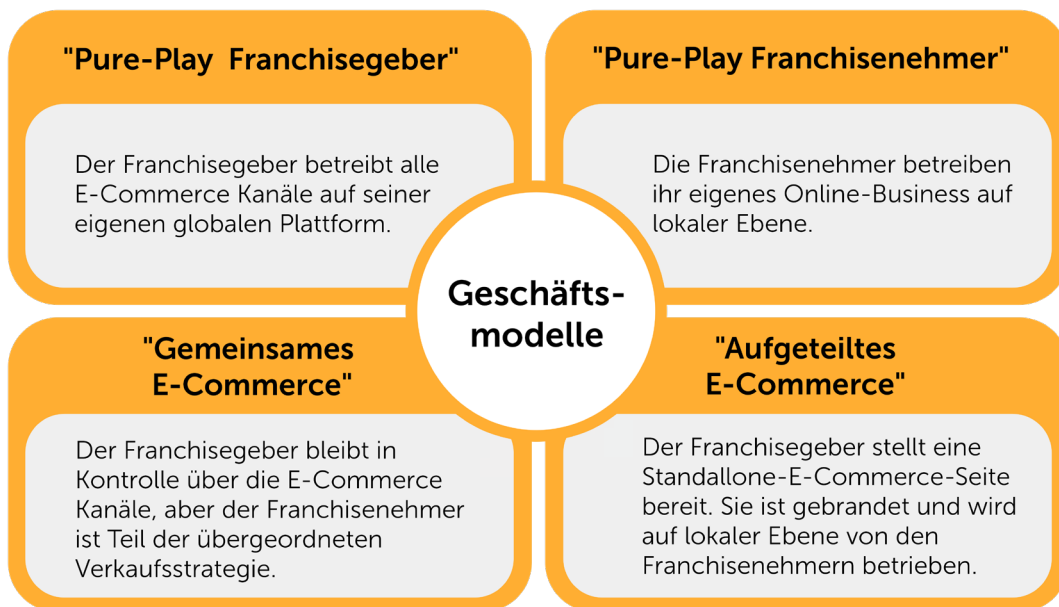 "Pure-Play  Franchisegeber"
Der Franchisegeber betreibt alle
E-Commerce Kanäle auf seiner
eigenen globalen Plattform.
"Pure-Play Franchisenehmer"
Die Franchisenehmer betreiben
ihr eigenes Online-Business auf
lokaler Ebene.
Geschäfts-
modelle
"Gemeinsames
E-Commerce"
Der Franchisegeber bleibt in
Kontrolle über die E-Commerce
Kanäle, aber der Franchisenehmer
ist Teil der übergeordneten
Verkaufsstrategie.
"Aufgeteiltes
E-Commerce"
Der Franchisegeber stellt eine
Standallone-E-Commerce-Seite
bereit. Sie ist gebrandet und wird
auf lokaler Ebene von den
Franchisenehmern betrieben.